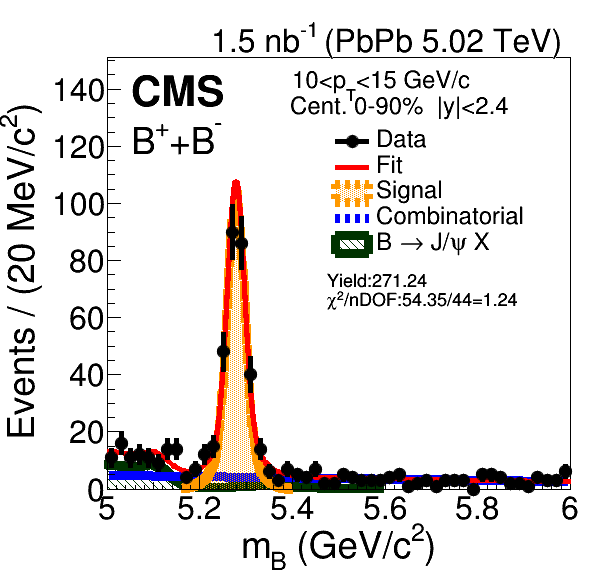 1.5 nb⁻¹ (PbPb 5.02 TeV)
CMS
B⁺+B⁻
10<p_T<15 GeV/c
Cent. 0-90% |y|<2.4
Data
Fit
Signal
Combinatorial
B → J/ψ X
Yield:271.24
χ²/nDOF:54.35/44=1.24
Events / (20 MeV/c²)
140
120
100
80
60
40
20
0
5 5.2 5.4 5.6 5.8 6
m_B (GeV/c²)